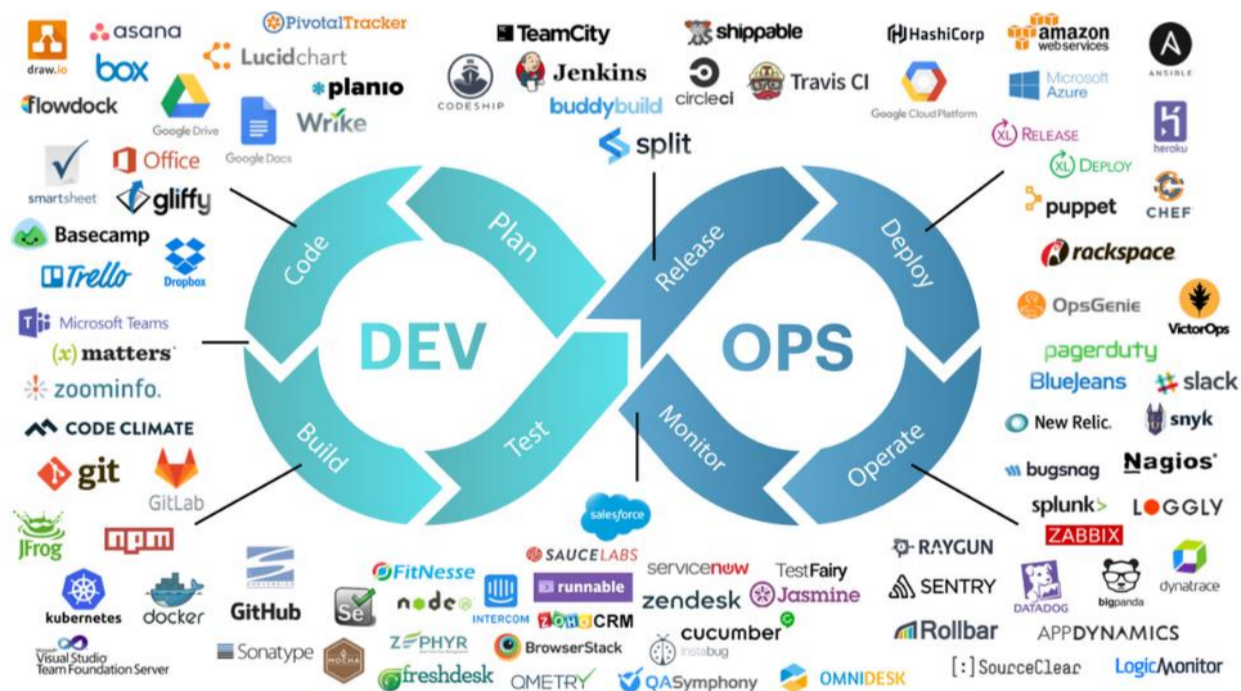 draw.io
asana
PivotalTracker
box
Lucidchart
flowdock
Google Drive
planio
Google Docs
Wrike
smartsheet
Office
gliffy
Basecamp
Trello
Dropbox
Microsoft Teams
(x) matters
zoominfo.
CODE CLIMATE
git
GitLab
JFrog
npm
kubernetes
docker
SUBVERSION
GitHub
Microsoft
Visual Studio
Team Foundation Server
Sonatype
TeamCity
shippable
CODESHIP
Jenkins
buddybuild
circleci
Travis CI
split
HashiCorp
amazon
webservices
ANSIBLE
Google Cloud Platform
Microsoft
Azure
XL RELEASE
heroku
XL DEPLOY
puppet
CHEF
rackspace
OpsGenie
VictorOps
pagerduty
BLUEJEANS
slack
New Relic.
snyk
bugsnag
Nagios®
splunk>
LOGGLY
ZABBIX
RAYGUN
SENTRY
DATADOG
bigpanda
dynatrace
Rollbar
APPDYNAMICS
[:]SourceClear
LogicMonitor
Code
Plan
Release
Deploy
DEV
OPS
Build
Test
Monitor
Operate
salesforce
SAUCELABS
FitNesse
Se
node JS
INTERCOM
runnable
servicenow
TestFairy
zendesk
Jasmine
ZOHO CRM
MOCHA
ZEPHYR
BrowserStack
cucumber
Instabug
freshdesk
QMETRY
QASymphony
OMNIDESK